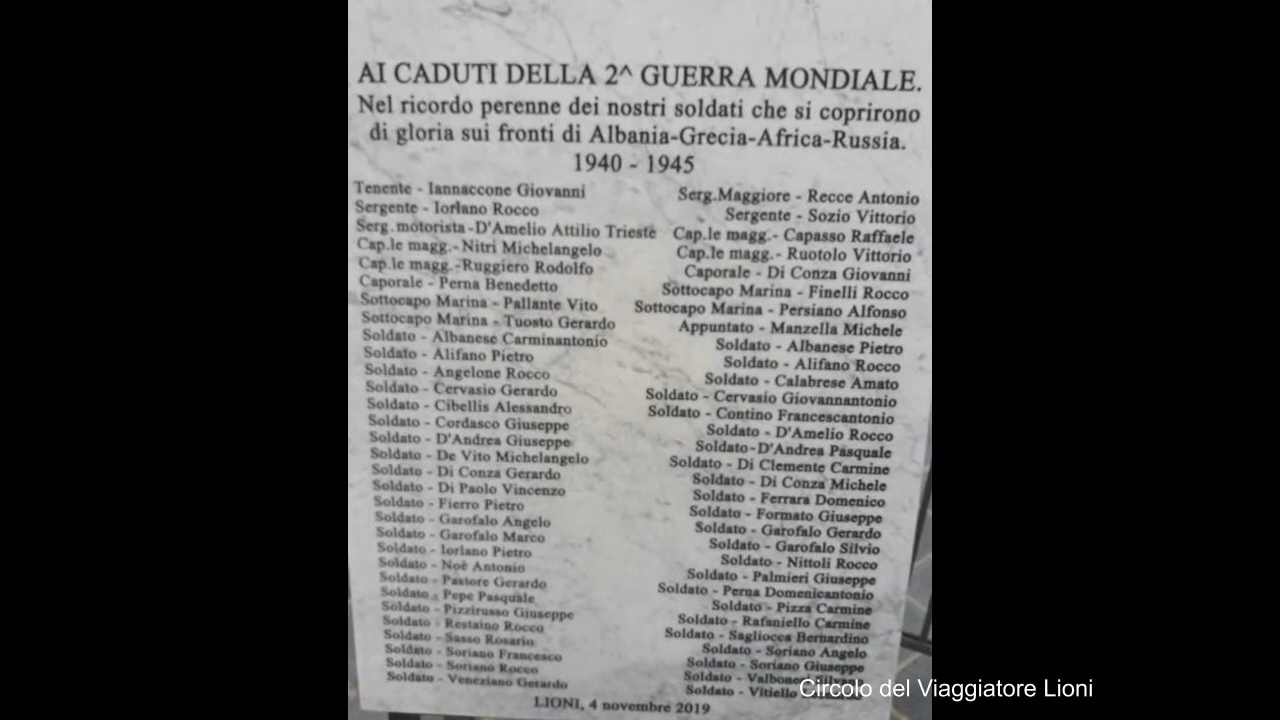 AI CADUTI DELLA 2^ GUERRA MONDIALE.
Nel ricordo perenne dei nostri soldati che si coprirono
di gloria sui fronti di Albania-Grecia-Africa-Russia.
1940 - 1945
Tenente - Iannaccone Giovanni
Sergente - Iorlano Rocco
Serg.motorista-D'Amelio Attilio Trieste
Cap.le magg.-Nitri Michelangelo
Cap.le magg.-Ruggiero Rodolfo
Caporale - Perna Benedetto
Sottocapo Marina - Pallante Vito
Sottocapo Marina - Tuosto Gerardo
Soldato - Albanese Carminantonio
Soldato - Alifano Pietro
Soldato - Angelone Rocco
Soldato - Cervasio Gerardo
Soldato - Cibellis Alessandro
Soldato - Cordasco Giuseppe
Soldato - D'Andrea Giuseppe
Soldato - De Vito Michelangelo
Soldato - Di Conza Gerardo
Soldato - Di Paolo Vincenzo
Soldato - Fierro Pietro
Soldato - Garofalo Angelo
Soldato - Garofalo Marco
Soldato - Iorlano Pietro
Soldato - Noè Antonio
Soldato - Pastore Gerardo
Soldato - Pepe Pasquale
Soldato - Pizzirusso Giuseppe
Soldato - Restaino Rocco
Soldato - Sasso Rosario
Soldato - Soriano Francesco
Soldato - Soriano Rocco
Soldato - Veneziano Gerardo
Serg.Maggiore - Recce Antonio
Sergente - Sozio Vittorio
Cap.le magg.- Capasso Raffaele
Cap.le magg.- Ruotolo Vittorio
Caporale - Di Conza Giovanni
Sottocapo Marina - Finelli Rocco
Sottocapo Marina - Persiano Alfonso
Appuntato - Manzella Michele
Soldato - Albanese Pietro
Soldato - Alifano Rocco
Soldato - Calabrese Amato
Soldato - Cervasio Giovannantonio
Soldato - Contino Francescantonio
Soldato - D'Amelio Rocco
Soldato-D'Andrea Pasquale
Soldato - Di Clemente Carmine
Soldato - Di Conza Michele
Soldato - Ferrara Domenico
Soldato - Formato Giuseppe
Soldato - Garofalo Gerardo
Soldato - Garofalo Silvio
Soldato - Nittoli Rocco
Soldato - Palmieri Giuseppe
Soldato - Perna Domenicantonio
Soldato - Pizza Carmine
Soldato - Rafaniello Carmine
Soldato - Sagliocca Bernardino
Soldato - Soriano Angelo
Soldato - Soriano Giuseppe
Soldato -
Soldato - Vitiello
LIONI, 4 novembre 2019
Circolo del Viaggiatore Lioni